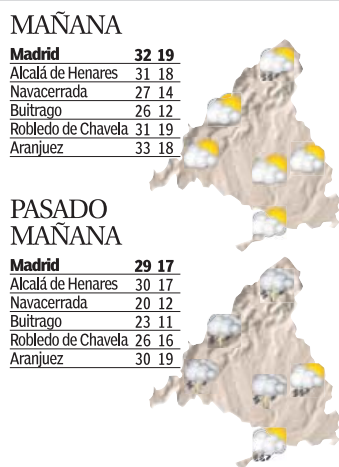 MAÑANA
Madrid 32 19
Alcalá de Henares 31 18
Navacerrada 27 14
Buitrago 26 12
Robledo de Chavela 31 19
Aranjuez 33 18
PASADO
MAÑANA
Madrid 29 17
Alcalá de Henares 30 17
Navacerrada 20 12
Buitrago 23 11
Robledo de Chavela 26 16
Aranjuez 30 19